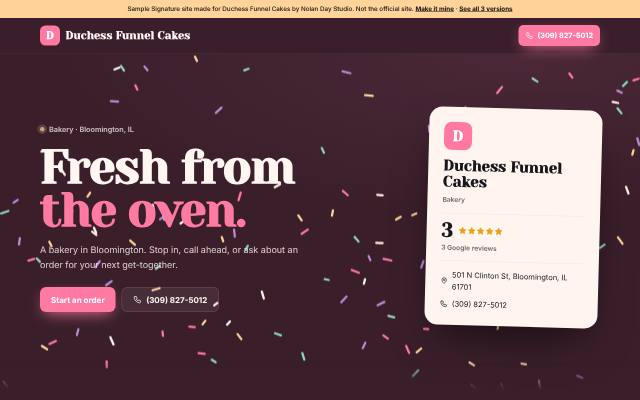 Sample Signature site made for Duchess Funnel Cakes by Nolan Day Studio. Not the official site. Make it mine · See all 3 versions
D Duchess Funnel Cakes
(309) 827-5012
Bakery · Bloomington, IL
Fresh from
the oven.
A bakery in Bloomington. Stop in, call ahead, or ask about an
order for your next get-together.
Start an order
(309) 827-5012
D
Duchess Funnel
Cakes
Bakery
3
3 Google reviews
501 N Clinton St, Bloomington, IL
61701
(309) 827-5012